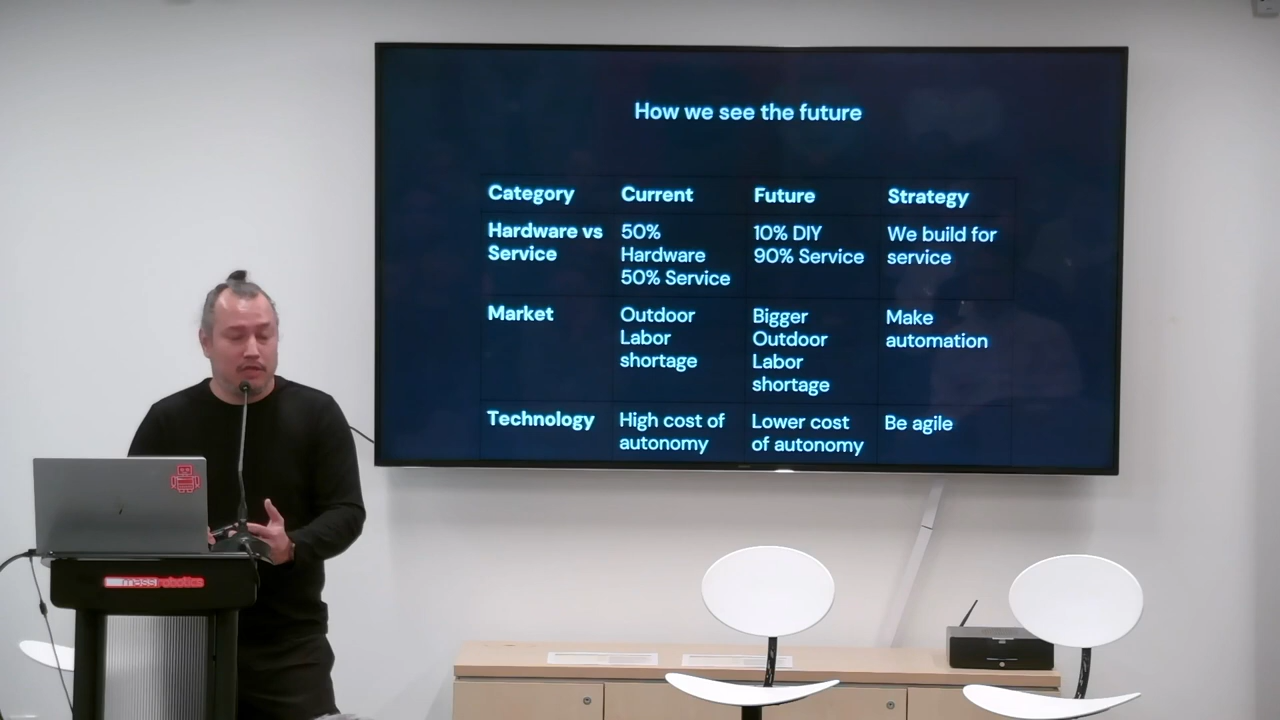 How we see the future
Category Current Future Strategy
Hardware vs Service 50% Hardware 50% Service 10% DIY 90% Service We build for service
Market Outdoor Labor shortage Bigger Outdoor Labor shortage Make automation
Technology High cost of autonomy Lower cost of autonomy Be agile
massrobotics